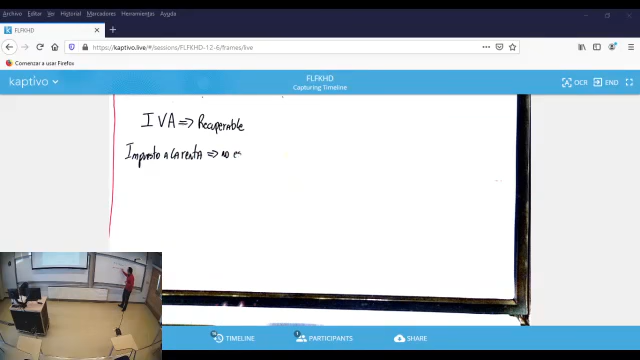 Archivo Editar Ver Historial Marcadores Herramientas Ayuda
FLFKHD
https://kaptivo.live/#/sessions/FLFKHD-12-6/frames/live
Comenzar a usar Firefox
kaptivo
FLFKHD
Capturing Timeline
OCR
END
IVA => Recuperable
Impuesto a la renta => no es
TIMELINE
PARTICIPANTS
SHARE